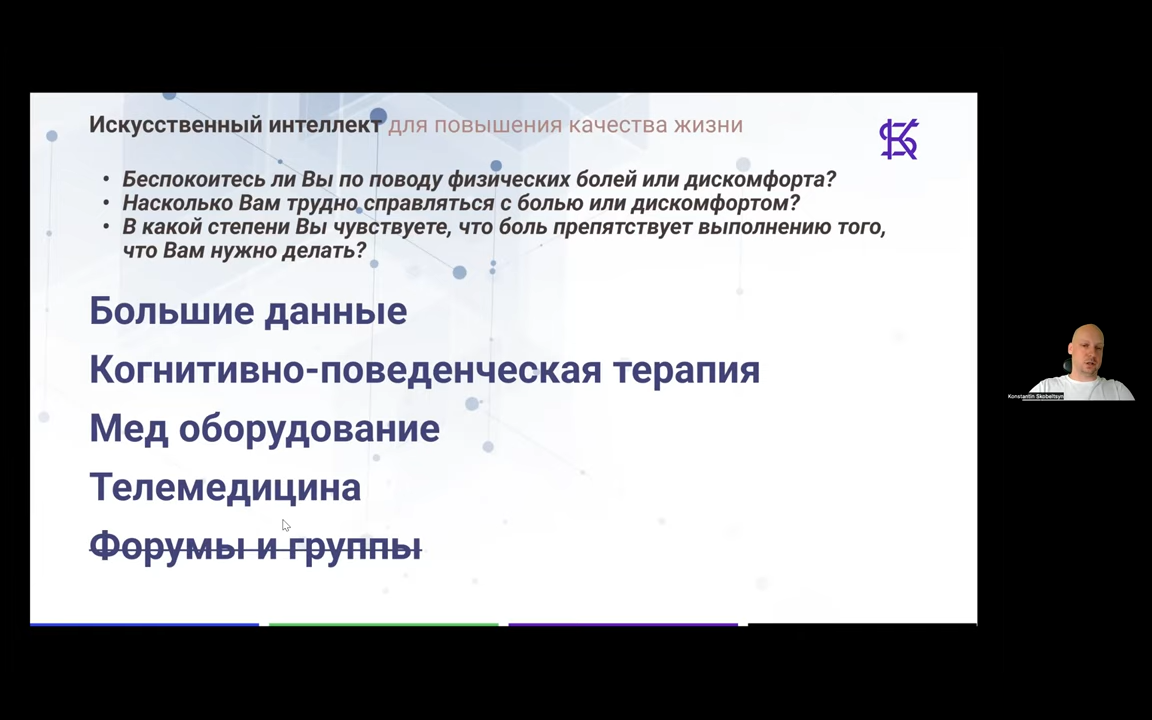 Искусственный интеллект для повышения качества жизни
• Беспокоитесь ли Вы по поводу физических болей или дискомфорта?
• Насколько Вам трудно справляться с болью или дискомфортом?
• В какой степени Вы чувствуете, что боль препятствует выполнению того,
что Вам нужно делать?
Большие данные
Когнитивно-поведенческая терапия
Мед оборудование
Телемедицина
Форумы и группы
Konstantin Skobeltsyn